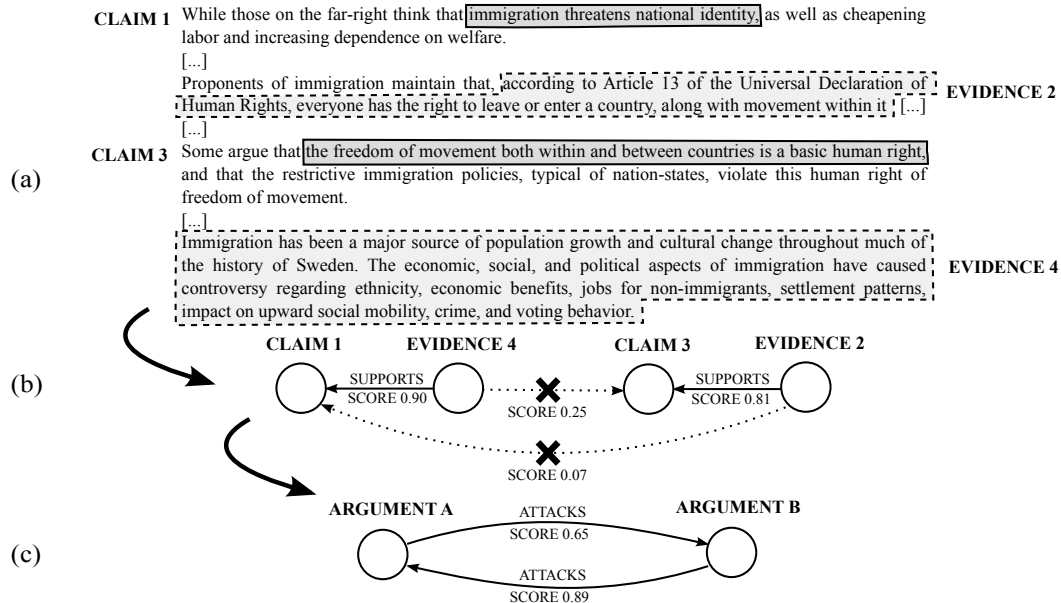 CLAIM 1 While those on the far-right think that immigration threatens national identity, as well as cheapening
labor and increasing dependence on welfare.
[...]
Proponents of immigration maintain that, according to Article 13 of the Universal Declaration of
Human Rights, everyone has the right to leave or enter a country, along with movement within it [...]
EVIDENCE 2
[...]
CLAIM 3 Some argue that the freedom of movement both within and between countries is a basic human right,
(a) and that the restrictive immigration policies, typical of nation-states, violate this human right of
freedom of movement.
[...]
Immigration has been a major source of population growth and cultural change throughout much of
the history of Sweden. The economic, social, and political aspects of immigration have caused
EVIDENCE 4
controversy regarding ethnicity, economic benefits, jobs for non-immigrants, settlement patterns,
impact on upward social mobility, crime, and voting behavior.
CLAIM 1 EVIDENCE 4 CLAIM 3 EVIDENCE 2
(b) SUPPORTS SUPPORTS
SCORE 0.90 SCORE 0.25 SCORE 0.81
SCORE 0.07
ARGUMENT A ATTACKS ARGUMENT B
SCORE 0.65
(c) ATTACKS
SCORE 0.89